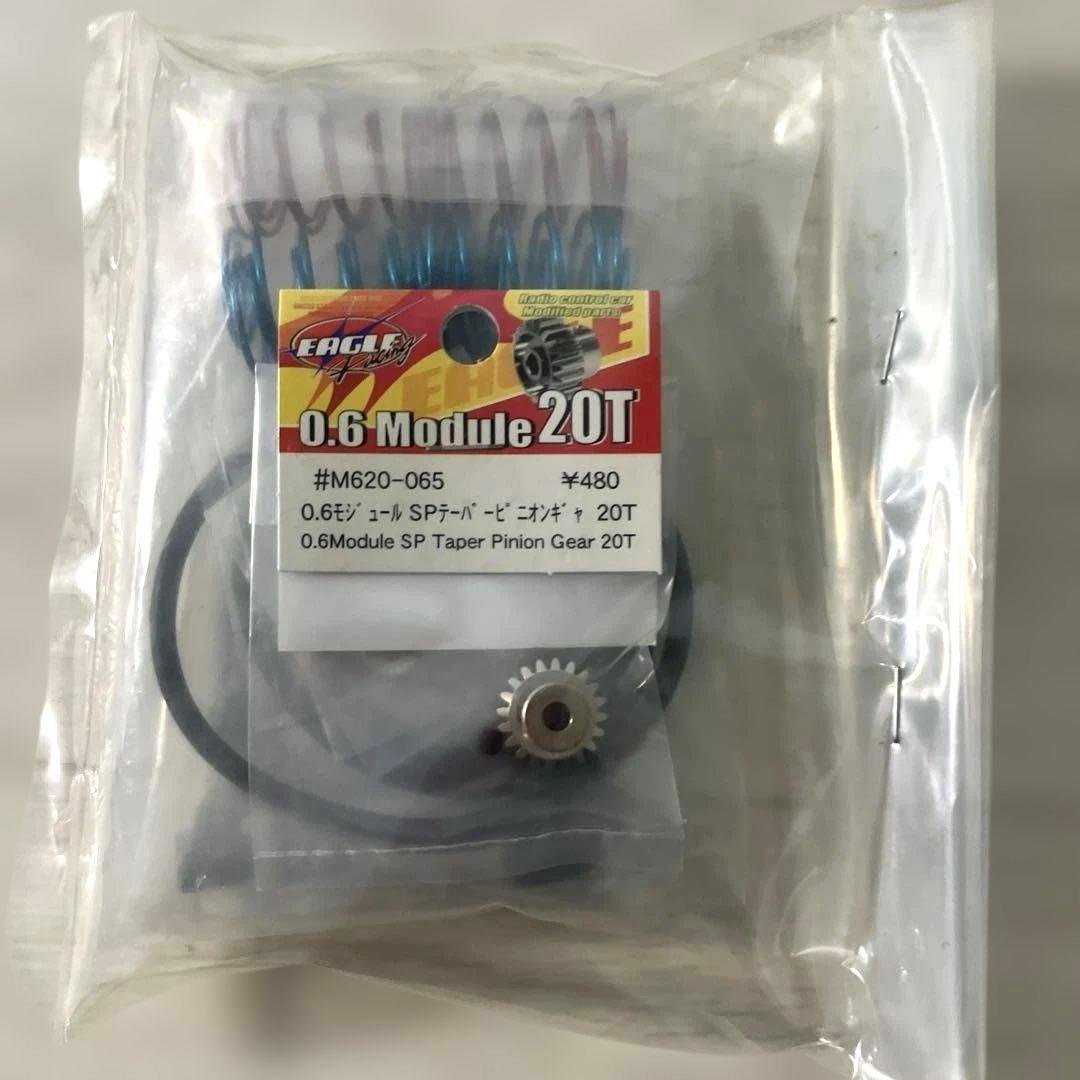 Radio control car
Modified parts
EAGLE
Racing
EAGLE
0.6 Module 20T
#M620-065 ¥480
0.6ﾓｼﾞｭｰﾙ SPﾃｰﾊﾟｰﾋﾟﾆｵﾝｷﾞｬ 20T
0.6Module SP Taper Pinion Gear 20T